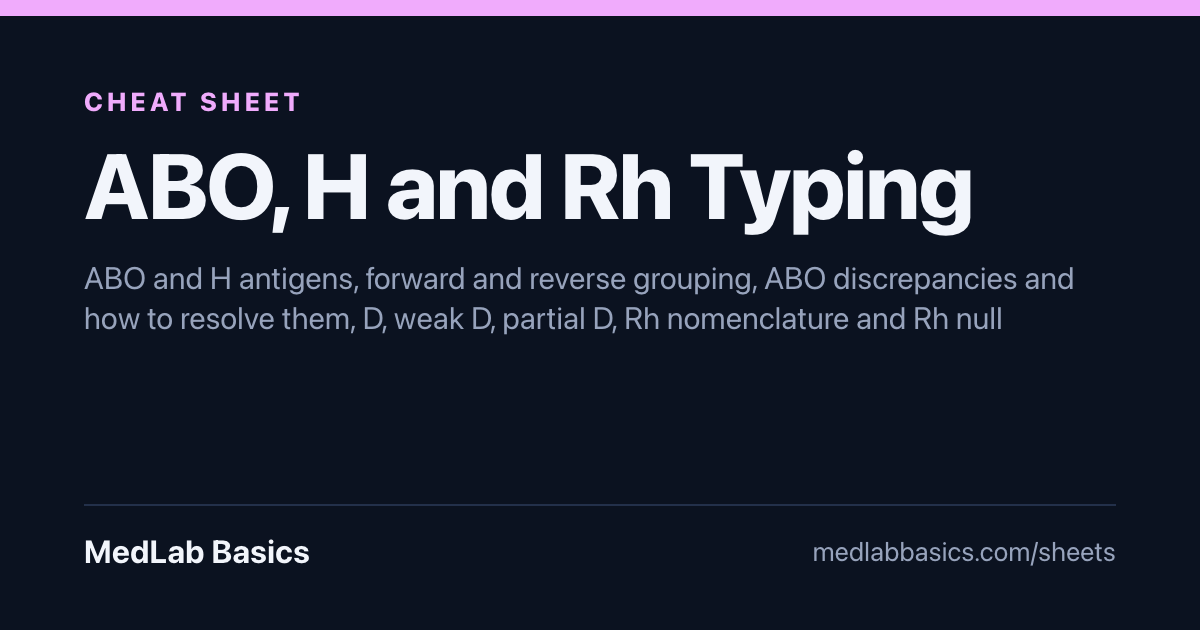 CHEAT SHEET
ABO, H and Rh Typing
ABO and H antigens, forward and reverse grouping, ABO discrepancies and
how to resolve them, D, weak D, partial D, Rh nomenclature and Rh null
MedLab Basics
medlabbasics.com/sheets